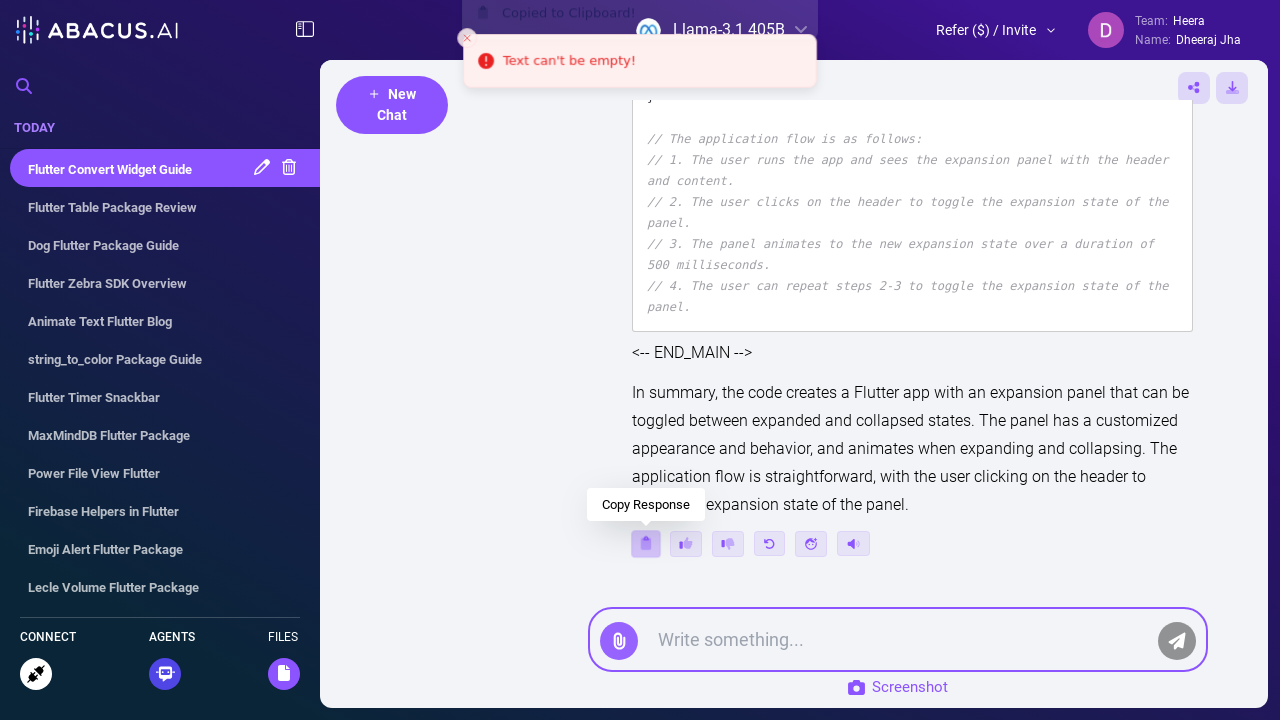 ABACUS.AI
Copied to Clipboard!
Llama-3.1 405B
Refer ($) / Invite
D
Team: Heera
Name: Dheeraj Jha
Text can't be empty!
+ New
Chat
TODAY
Flutter Convert Widget Guide
Flutter Table Package Review
Dog Flutter Package Guide
Flutter Zebra SDK Overview
Animate Text Flutter Blog
string_to_color Package Guide
Flutter Timer Snackbar
MaxMindDB Flutter Package
Power File View Flutter
Firebase Helpers in Flutter
Emoji Alert Flutter Package
Lecle Volume Flutter Package
CONNECT
AGENTS
FILES
// The application flow is as follows:
// 1. The user runs the app and sees the expansion panel with the header
and content.
// 2. The user clicks on the header to toggle the expansion state of the
panel.
// 3. The panel animates to the new expansion state over a duration of
500 milliseconds.
// 4. The user can repeat steps 2-3 to toggle the expansion state of the
panel.
<-- END_MAIN -->
In summary, the code creates a Flutter app with an expansion panel that can be
toggled between expanded and collapsed states. The panel has a customized
appearance and behavior, and animates when expanding and collapsing. The
application flow is straightforward, with the user clicking on the header to
expansion state of the panel.
Copy Response
Write something...
Screenshot